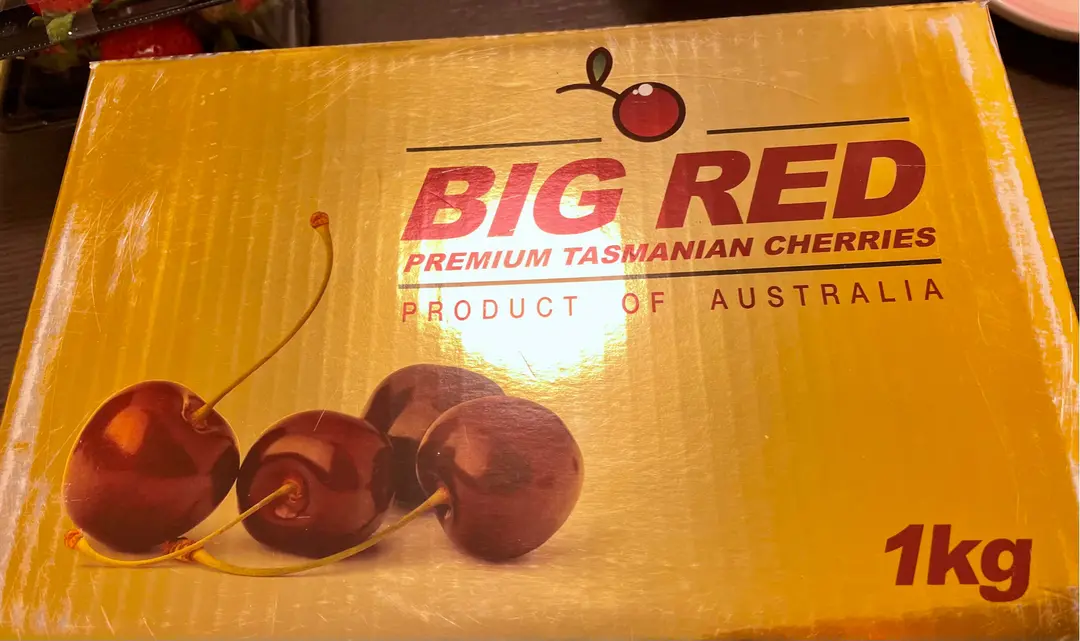 BIG RED
PREMIUM TASMANIAN CHERRIES
PRODUCT OF AUSTRALIA
1kg